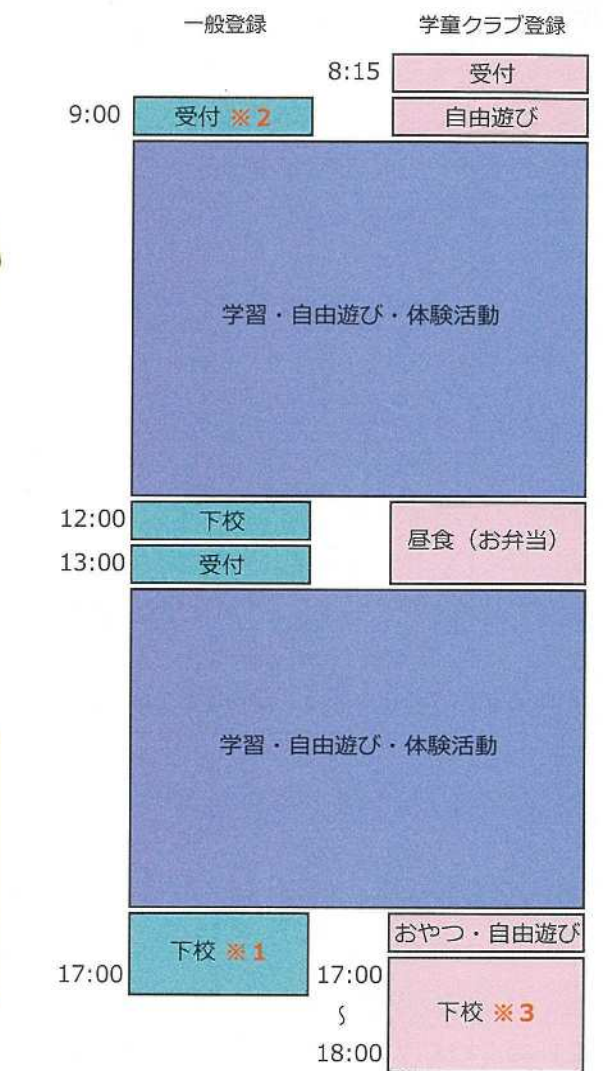 一般登録
学童クラブ登録
8:15
受付
9:00
受付 ※2
自由遊び
学習・自由遊び・体験活動
12:00
下校
昼食（お弁当）
13:00
受付
学習・自由遊び・体験活動
おやつ・自由遊び
下校 ※1
17:00
17:00
下校 ※3
〜
18:00